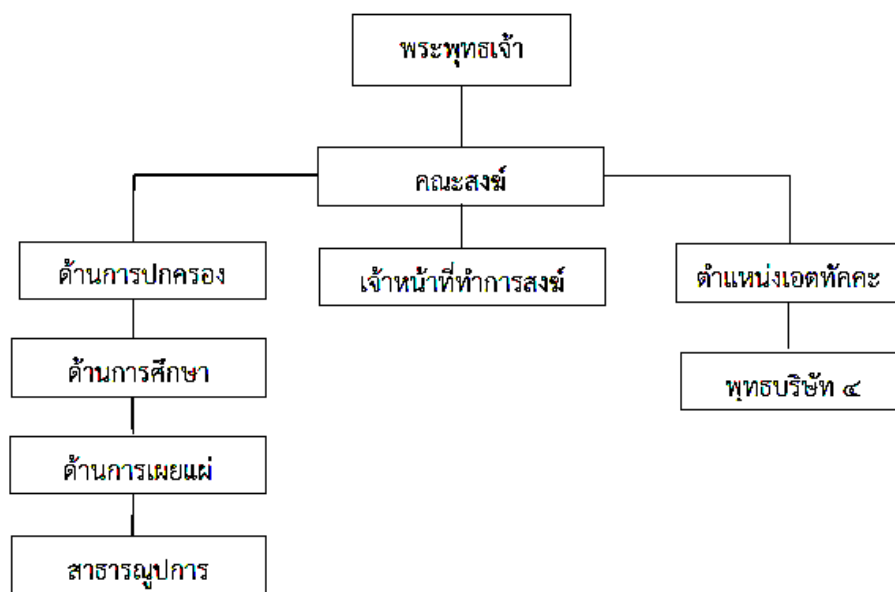 พระพุทธเจ้า
คณะสงฆ์
ด้านการปกครอง
เจ้าหน้าที่ทำการสงฆ์
ตำแหน่งเอตทัคคะ
ด้านการศึกษา
พุทธบริษัท ๔
ด้านการเผยแผ่
สาธารณูปการ